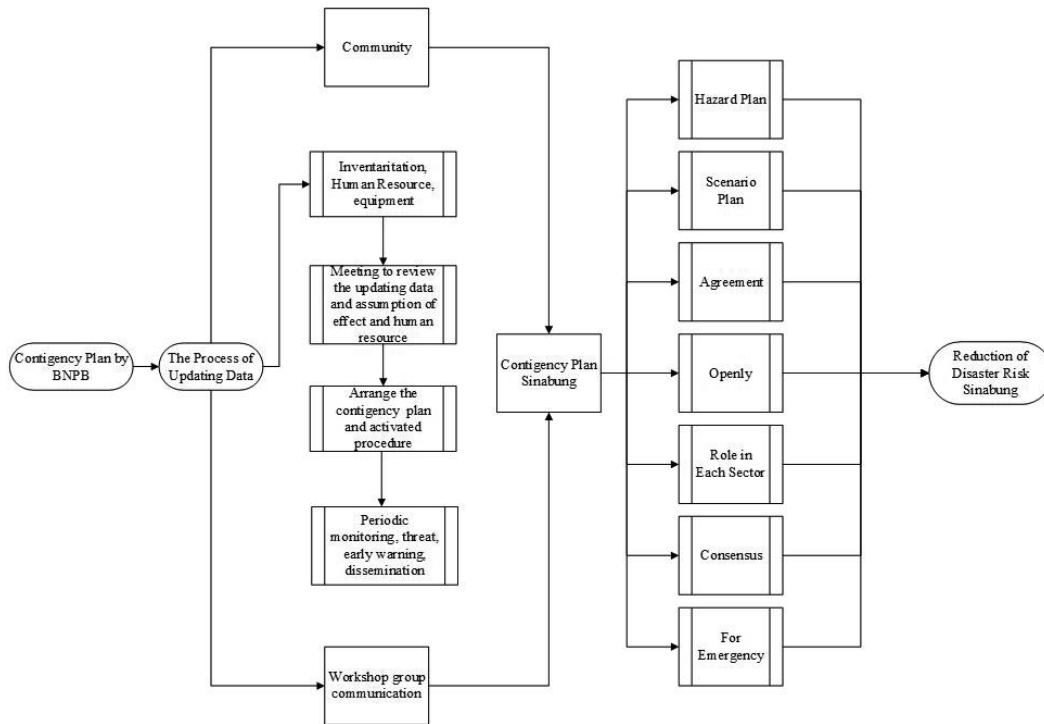 Community
Inventaritation,
Human Resource,
equipment
Meeting to review
the updating data
and assumption of
effect and human
resource
Contigency Plan by
BNPB
The Process of
Updating Data
Arrange the
contigency plan
and activated
procedure
Periodic
monitoring, threat,
early warning,
dissemination
Workshop group
communication
Contigency Plan
Sinabung
Hazard Plan
Scenario
Plan
Agreement
Openly
Role in
Each Sector
Consensus
For
Emergency
Reduction of
Disaster Risk
Sinabung